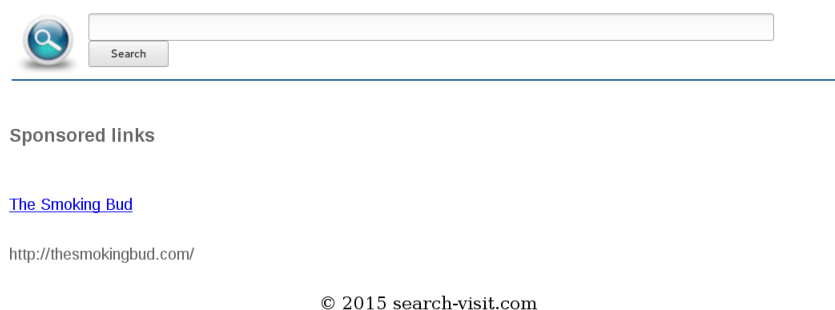 Search
Sponsored links
The Smoking Bud
http://thesmokingbud.com/
© 2015 search-visit.com